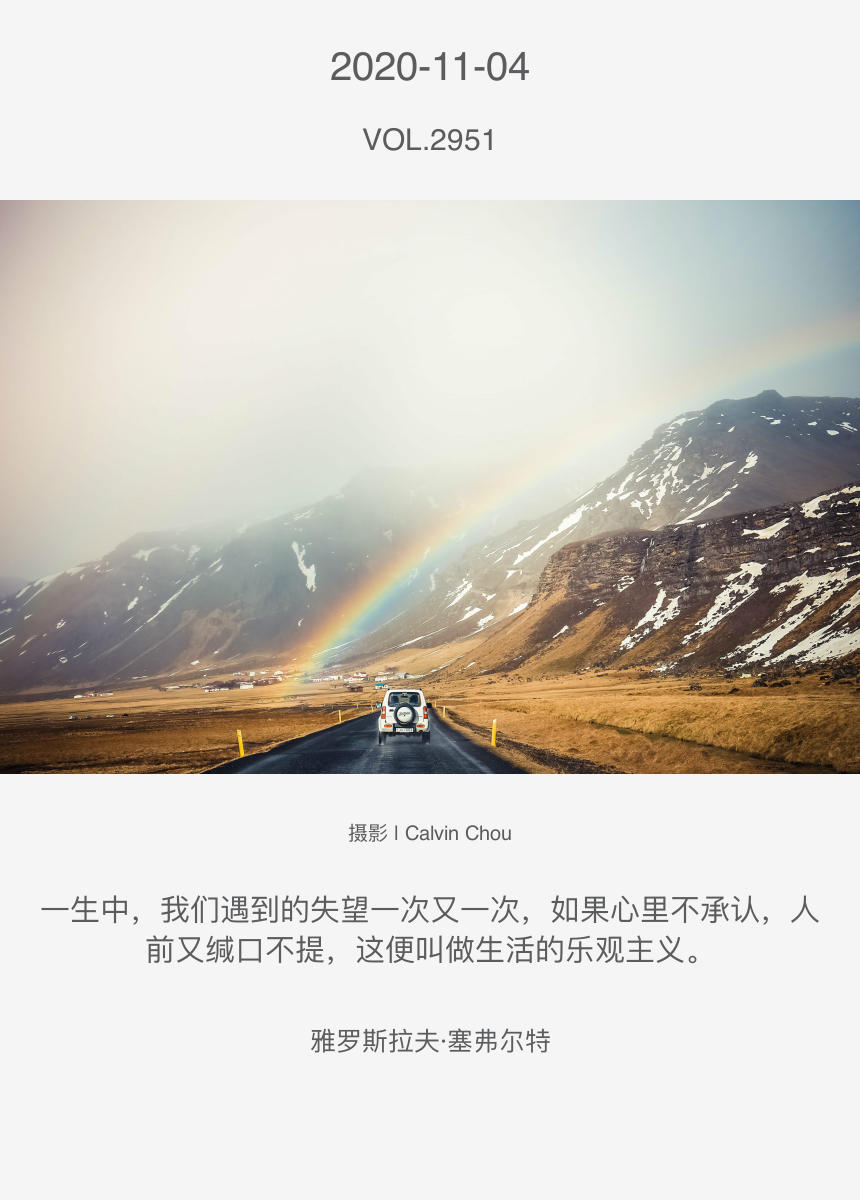 2020-11-04
VOL.2951
摄影 l Calvin Chou
一生中，我们遇到的失望一次又一次，如果心里不承认，人
前又缄口不提，这便叫做生活的乐观主义。
雅罗斯拉夫·塞弗尔特